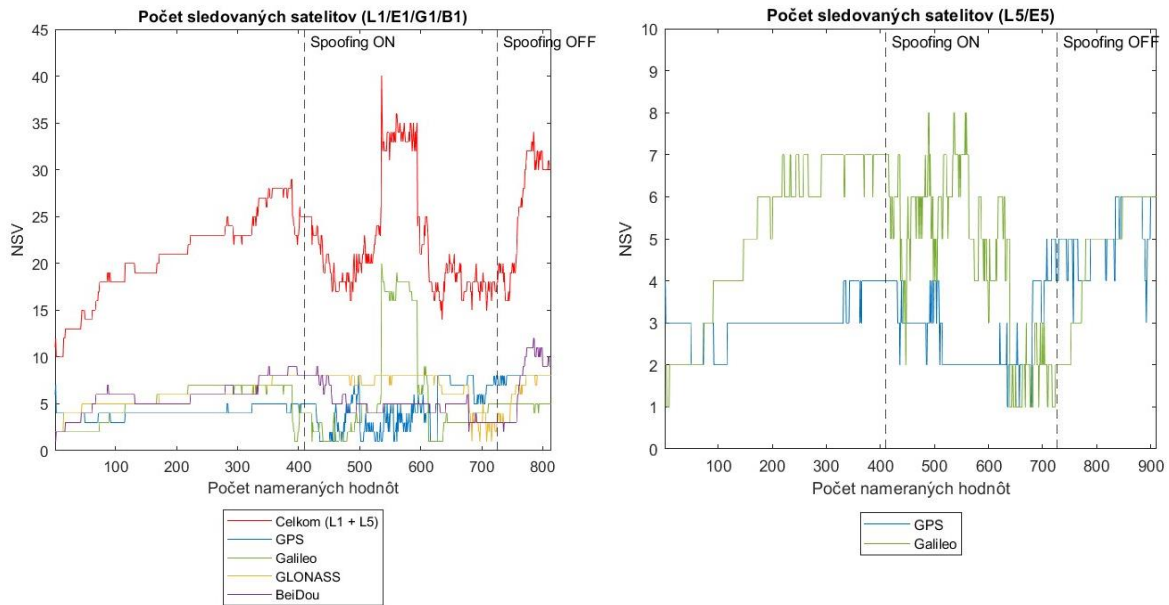 Počet sledovaných satelitov (L1/E1/G1/B1)
45
40
35
30
25
20
15
10
5
0
NSV
Spoofing ON
Spoofing OFF
100
200
300
400
500
600
700
800
Počet nameraných hodnôt
Celkom (L1 + L5)
GPS
Galileo
GLONASS
BeiDou
Počet sledovaných satelitov (L5/E5)
10
9
8
7
6
5
4
3
2
1
0
NSV
Spoofing ON
Spoofing OFF
100
200
300
400
500
600
700
800
900
Počet nameraných hodnôt
GPS
Galileo